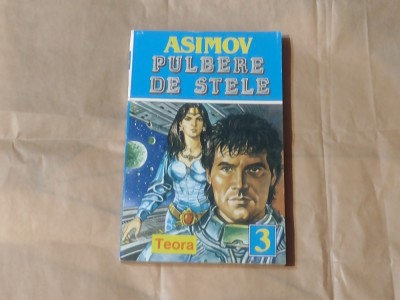 ASIMOV
PULBERE
DE STELE
Teora
3